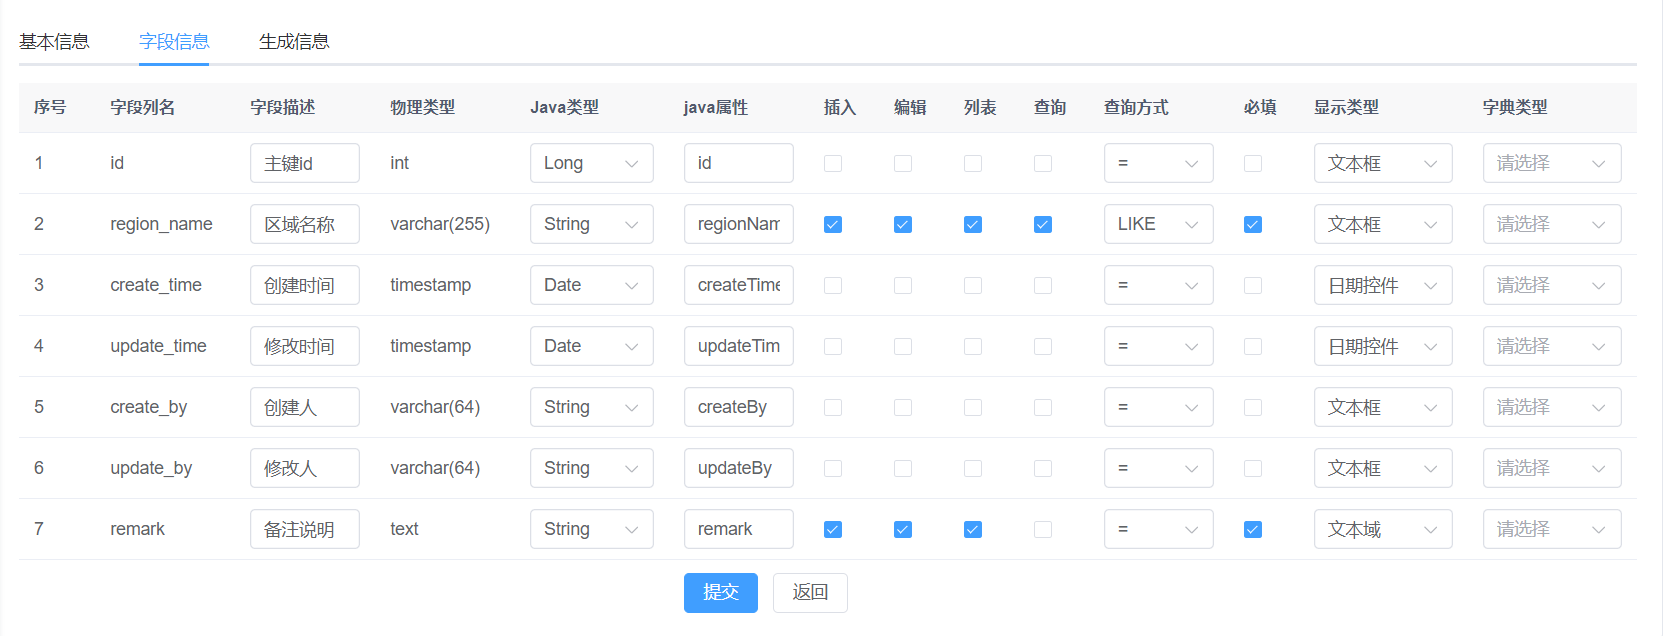 基本信息 字段信息 生成信息
序号 字段列名 字段描述 物理类型 Java类型 java属性 插入 编辑 列表 查询 查询方式 必填 显示类型 字典类型
1 id 主键id int Long id = 文本框 请选择
2 region_name 区域名称 varchar(255) String regionNam LIKE 文本框 请选择
3 create_time 创建时间 timestamp Date createTime = 日期控件 请选择
4 update_time 修改时间 timestamp Date updateTim = 日期控件 请选择
5 create_by 创建人 varchar(64) String createBy = 文本框 请选择
6 update_by 修改人 varchar(64) String updateBy = 文本框 请选择
7 remark 备注说明 text String remark = 文本域 请选择
提交 返回